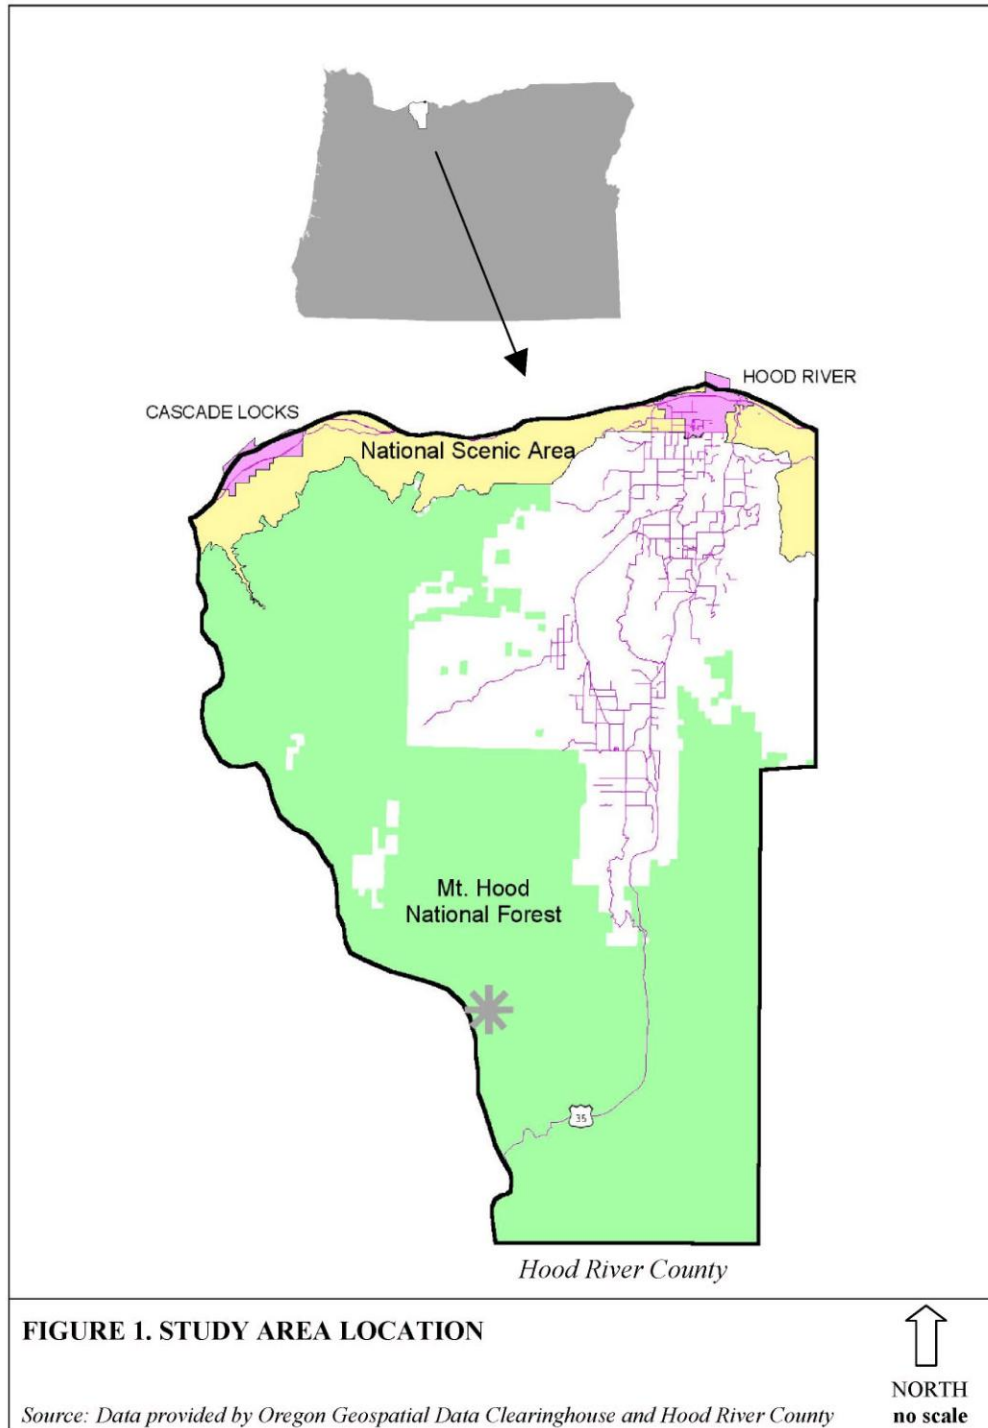 HOOD RIVER
CASCADE LOCKS
National Scenic Area
Mt. Hood
National Forest
35
Hood River County
FIGURE 1. STUDY AREA LOCATION
NORTH
no scale
Source: Data provided by Oregon Geospatial Data Clearinghouse and Hood River County